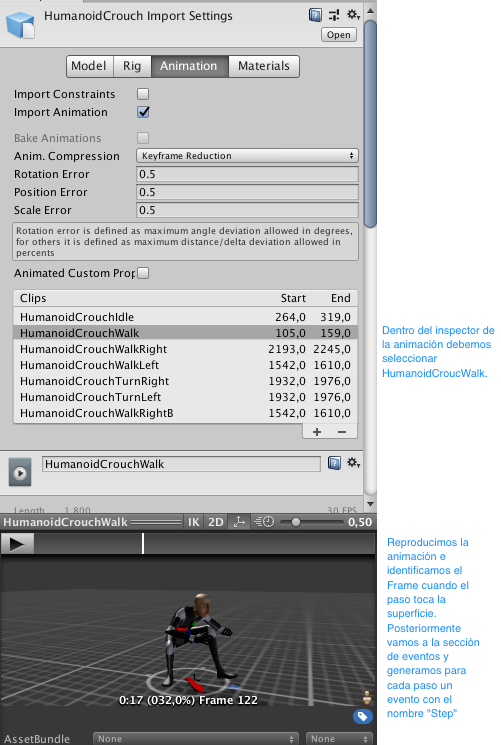 HumanoidCrouch Import Settings
Open
Model Rig Animation Materials
Import Constraints
Import Animation
Bake Animations
Anim. Compression Keyframe Reduction
Rotation Error 0.5
Position Error 0.5
Scale Error 0.5
Rotation error is defined as maximum angle deviation allowed in degrees,
for others it is defined as maximum distance/delta deviation allowed in
percents
Animated Custom Prop
Clips Start End
HumanoidCrouchIdle 264,0 319,0
HumanoidCrouchWalk 105,0 159,0
HumanoidCrouchWalkRight 2193,0 2245,0
HumanoidCrouchWalkLeft 1542,0 1610,0
HumanoidCrouchTurnRight 1932,0 1976,0
HumanoidCrouchTurnLeft 1932,0 1976,0
HumanoidCrouchWalkRightB 1542,0 1610,0
+ −
HumanoidCrouchWalk
Length 1.800 30 FPS
HumanoidCrouchWalk IK 2D 0,50
0:17 (032,0%) Frame 122
AssetBundle None None
Dentro del inspector de
la animación debemos
seleccionar
HumanoidCroucWalk.
Reproducimos la
animación e
identificamos el
Frame cuando el
paso toca la
superficie.
Posteriormente
vamos a la sección
de eventos y
generamos para
cada paso un
evento con el
nombre "Step"